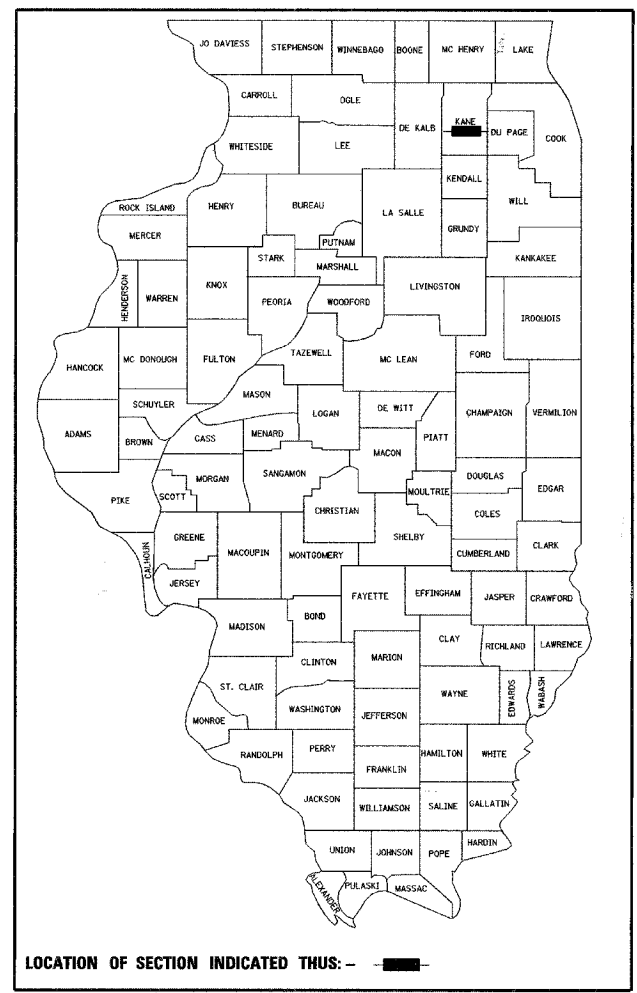 JO DAVIESS STEPHENSON WINNEBAGO BOONE MC HENRY LAKE
CARROLL OGLE DE KALB KANE DU PAGE COOK
WHITESIDE LEE
KENDALL
ROCK ISLAND HENRY BUREAU LA SALLE GRUNDY WILL
MERCER PUTNAM
STARK MARSHALL KANKAKEE
HENDERSON WARREN KNOX PEORIA WOODFORD LIVINGSTON
IROQUOIS
HANCOCK MC DONOUGH FULTON TAZEWELL MC LEAN FORD
MASON
SCHUYLER LOGAN DE WITT CHAMPAIGN VERMILION
ADAMS BROWN CASS MENARD PIATT
MACON
PIKE SCOTT MORGAN SANGAMON MOULTRIE DOUGLAS EDGAR
CHRISTIAN COLES
CALHOUN GREENE MACOUPIN MONTGOMERY SHELBY CUMBERLAND CLARK
JERSEY
FAYETTE EFFINGHAM JASPER CRAWFORD
MADISON BOND
CLAY RICHLAND LAWRENCE
CLINTON MARION
ST. CLAIR WAYNE EDWARDS WABASH
MONROE WASHINGTON JEFFERSON
RANDOLPH PERRY HAMILTON WHITE
FRANKLIN
JACKSON WILLIAMSON SALINE GALLATIN
UNION JOHNSON POPE HARDIN
ALEXANDER PULASKI MASSAC
LOCATION OF SECTION INDICATED THUS: –